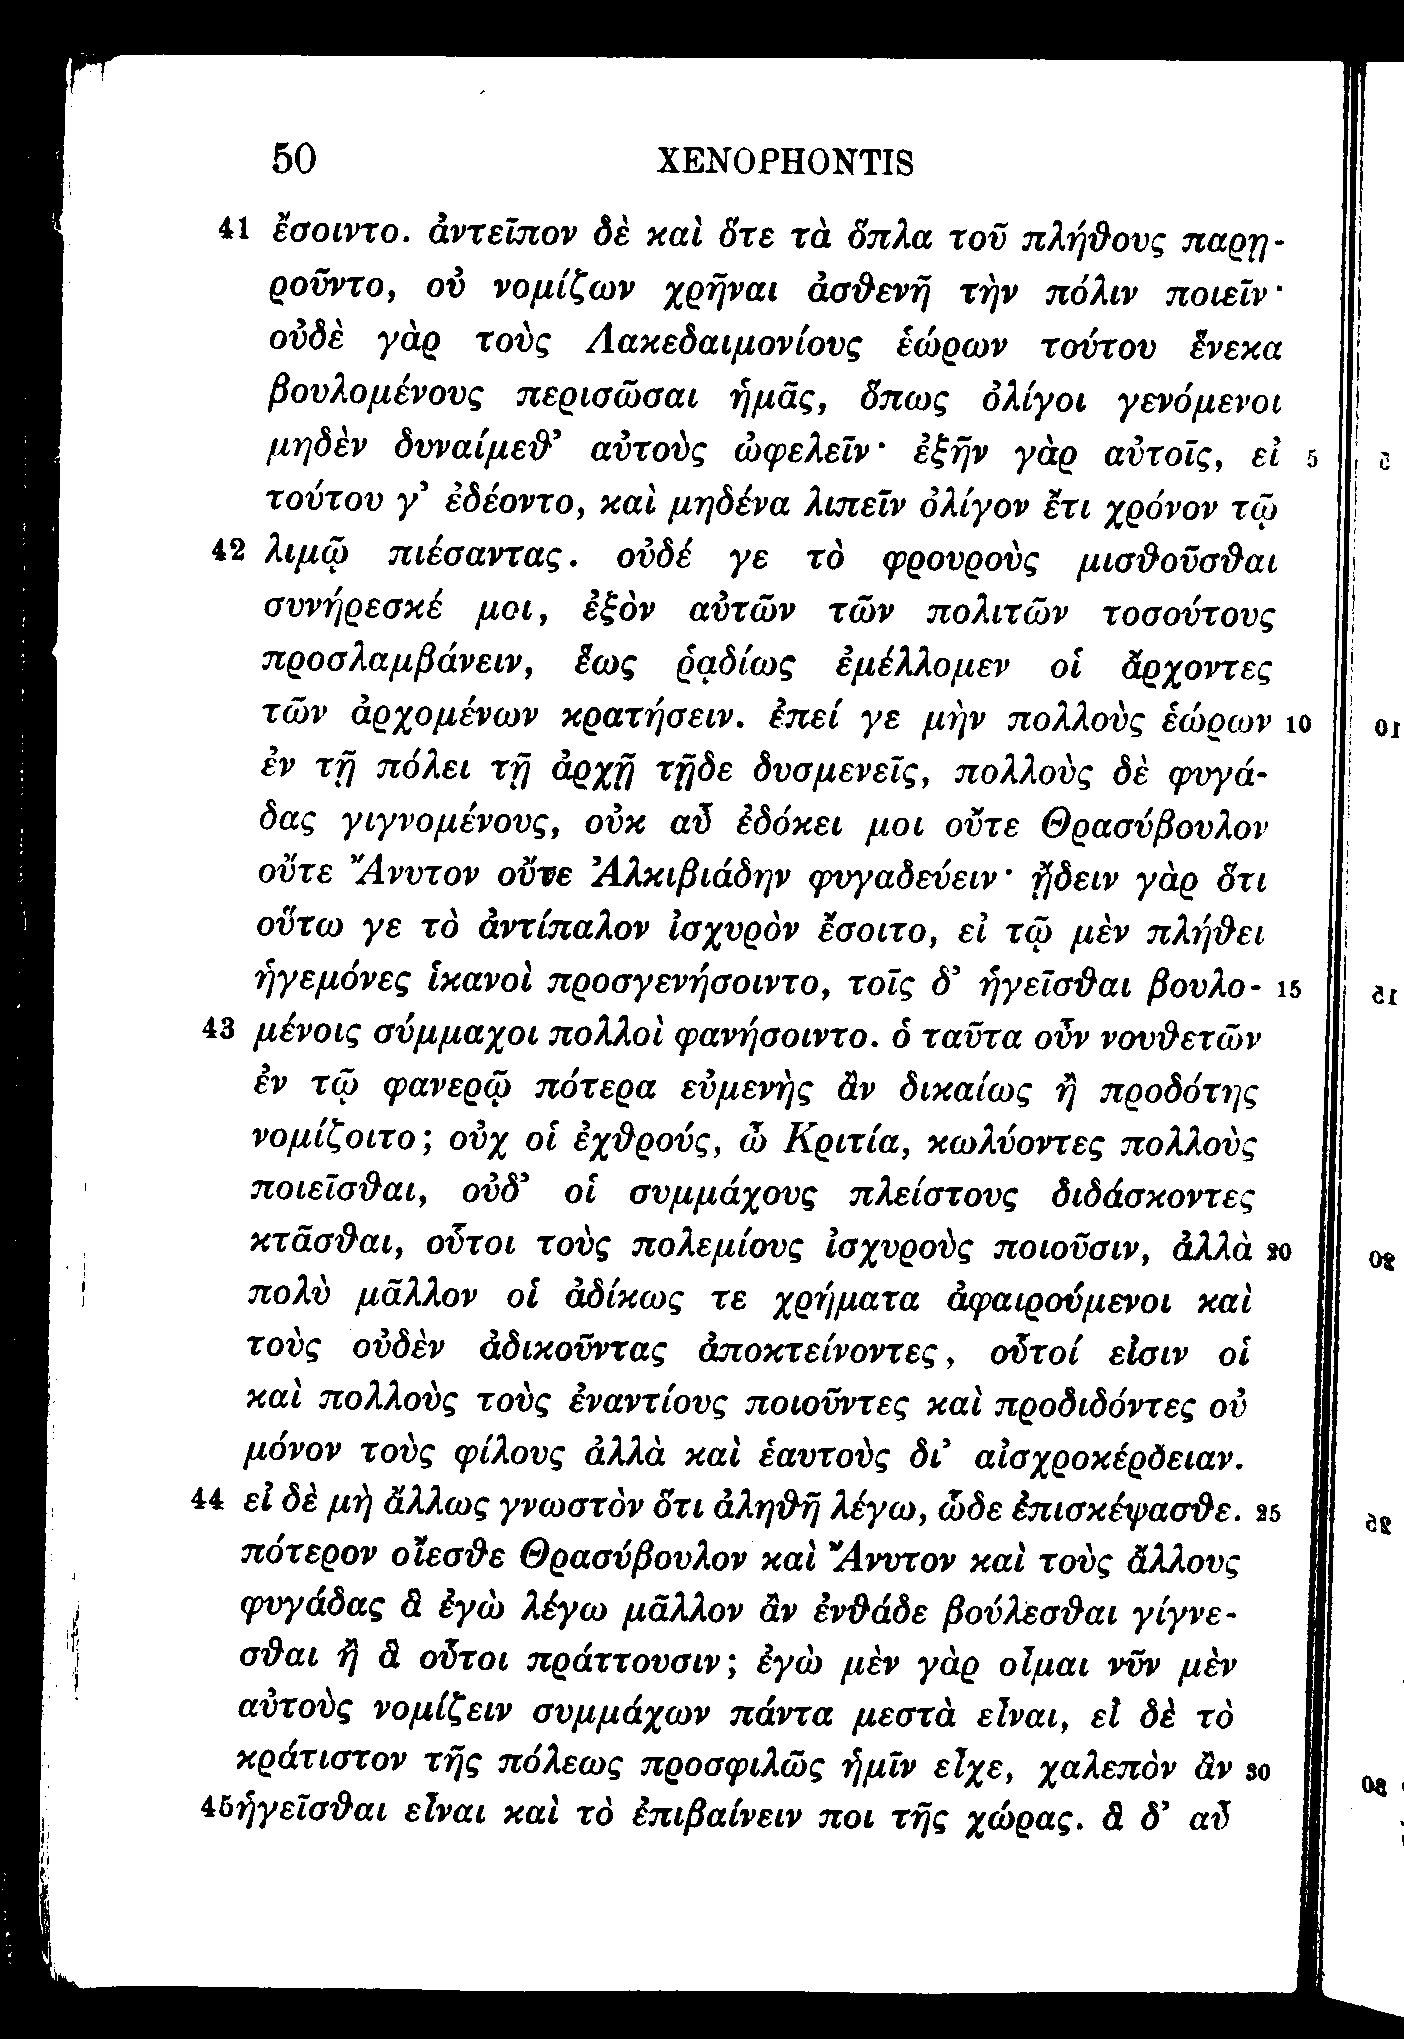 50 XENOPHONTIS
41 ἔσοιντο. ἀντεῖπον δὲ καὶ ὅτε τὰ ὅπλα τοῦ πλήθους παρῃ-
ροῦντο, οὐ νομίζων χρῆναι ἀσθενῆ τὴν πόλιν ποιεῖν·
οὐδὲ γὰρ τοὺς Λακεδαιμονίους ἑώρων τούτου ἕνεκα
βουλομένους περισῶσαι ἡμᾶς, ὅπως ὀλίγοι γενόμενοι
μηδὲν δυναίμεθ’ αὐτοὺς ὠφελεῖν· ἐξῆν γὰρ αὐτοῖς, εἰ 5
τούτου γ’ ἐδέοντο, καὶ μηδένα λιπεῖν ὀλίγον ἔτι χρόνον τῷ
42 λιμῷ πιέσαντας. οὐδέ γε τὸ φρουροὺς μισθοῦσθαι
συνήρεσκέ μοι, ἐξὸν αὐτῶν τῶν πολιτῶν τοσούτους
προσλαμβάνειν, ἕως ῥᾳδίως ἐμέλλομεν οἱ ἄρχοντες
τῶν ἀρχομένων κρατήσειν. ἐπεί γε μὴν πολλοὺς ἑώρων 10
ἐν τῇ πόλει τῇ ἀρχῇ τῇδε δυσμενεῖς, πολλοὺς δὲ φυγά-
δας γιγνομένους, οὐκ αὖ ἐδόκει μοι οὔτε Θρασύβουλον
οὔτε Ἄνυτον οὔτε Ἀλκιβιάδην φυγαδεύειν· ᾔδειν γὰρ ὅτι
οὕτω γε τὸ ἀντίπαλον ἰσχυρὸν ἔσοιτο, εἰ τῷ μὲν πλήθει
ἡγεμόνες ἱκανοὶ προσγενήσοιντο, τοῖς δ’ ἡγεῖσθαι βουλο- 15
43 μένοις σύμμαχοι πολλοὶ φανήσοιντο. ὁ ταῦτα οὖν νουθετῶν
ἐν τῷ φανερῷ πότερα εὐμενὴς ἂν δικαίως ἢ προδότης
νομίζοιτο; οὐχ οἱ ἐχθρούς, ὦ Κριτία, κωλύοντες πολλοὺς
ποιεῖσθαι, οὐδ’ οἱ συμμάχους πλείστους διδάσκοντες
κτᾶσθαι, οὗτοι τοὺς πολεμίους ἰσχυροὺς ποιοῦσιν, ἀλλὰ 20
πολὺ μᾶλλον οἱ ἀδίκως τε χρήματα ἀφαιρούμενοι καὶ
τοὺς οὐδὲν ἀδικοῦντας ἀποκτείνοντες, οὗτοί εἰσιν οἱ
καὶ πολλοὺς τοὺς ἐναντίους ποιοῦντες καὶ προδιδόντες οὐ
μόνον τοὺς φίλους ἀλλὰ καὶ ἑαυτοὺς δι’ αἰσχροκέρδειαν.
44 εἰ δὲ μὴ ἄλλως γνωστὸν ὅτι ἀληθῆ λέγω, ὧδε ἐπισκέψασθε. 25
πότερον οἴεσθε Θρασύβουλον καὶ Ἄνυτον καὶ τοὺς ἄλλους
φυγάδας ἃ ἐγὼ λέγω μᾶλλον ἂν ἐνθάδε βούλεσθαι γίγνε-
σθαι ἢ ἃ οὗτοι πράττουσιν; ἐγὼ μὲν γὰρ οἶμαι νῦν μὲν
αὐτοὺς νομίζειν συμμάχων πάντα μεστὰ εἶναι, εἰ δὲ τὸ
κράτιστον τῆς πόλεως προσφιλῶς ἡμῖν εἶχε, χαλεπὸν ἂν 30
45 ἡγεῖσθαι εἶναι καὶ τὸ ἐπιβαίνειν ποι τῆς χώρας. ἃ δ’ αὖ